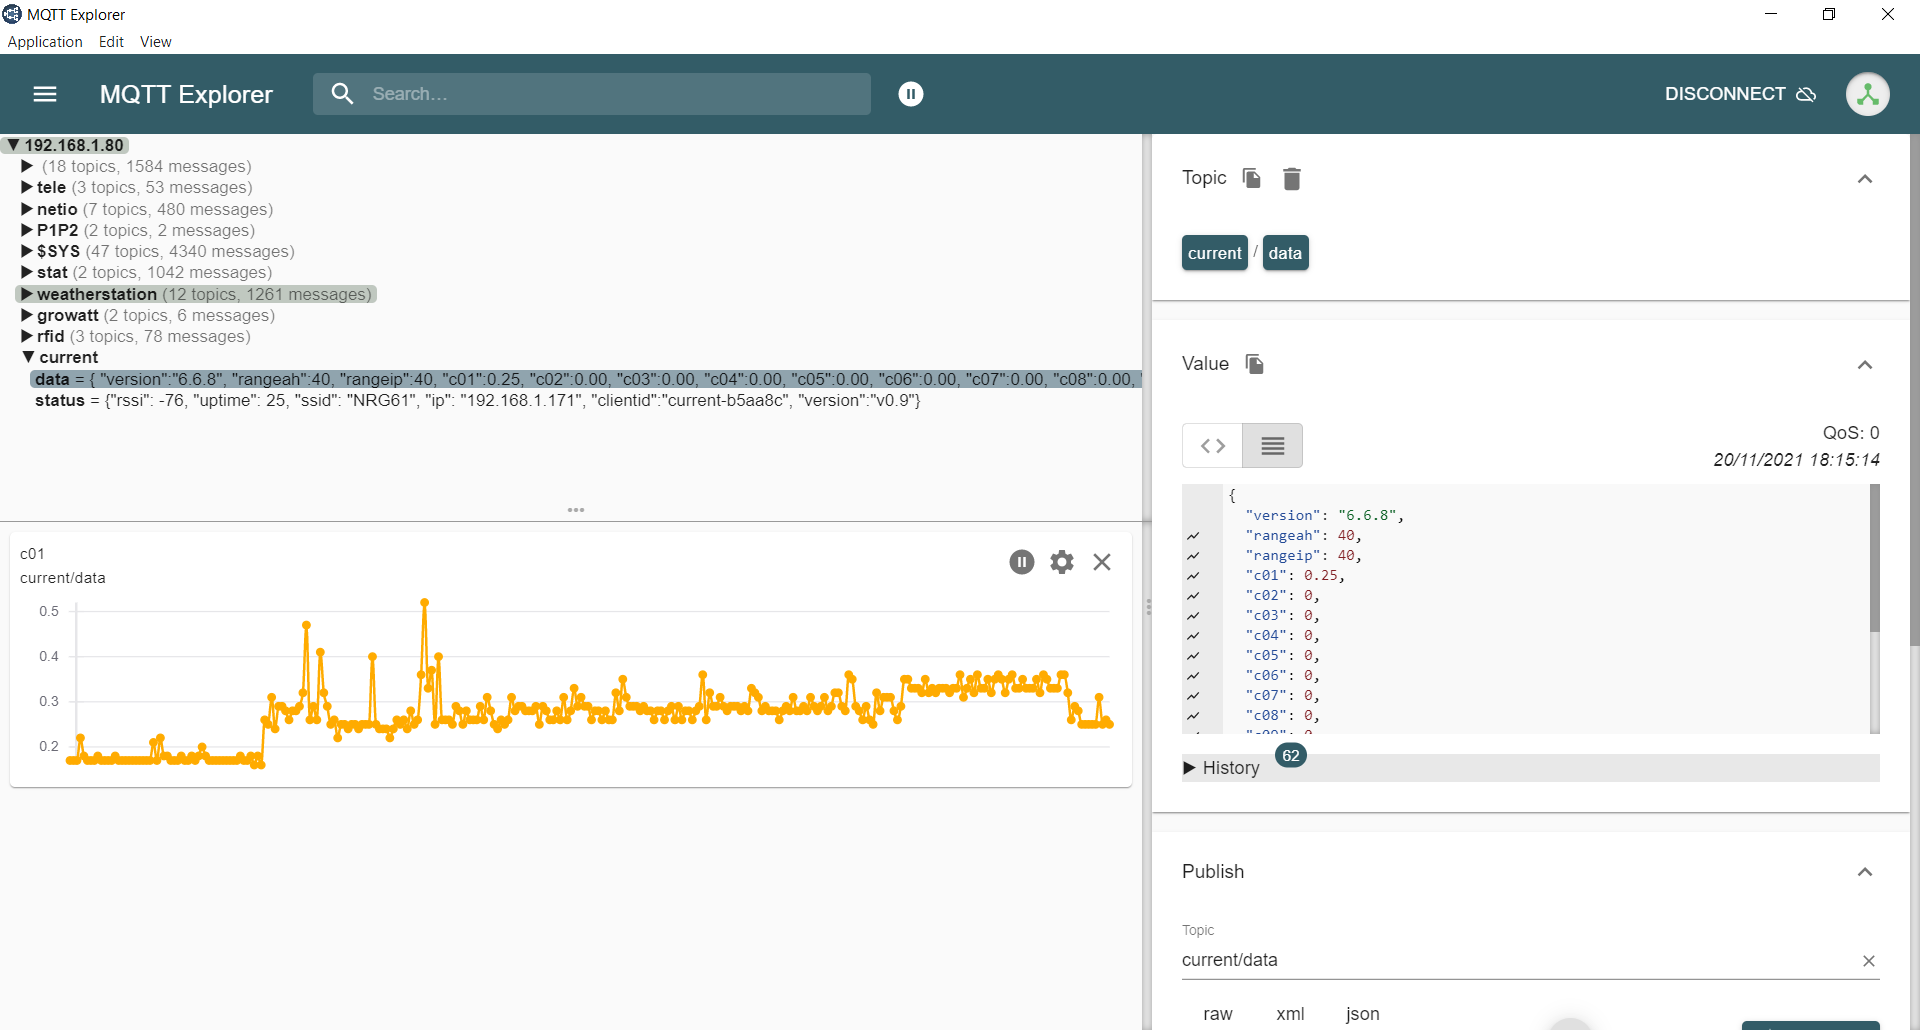 MQTT Explorer
Application Edit View
MQTT Explorer Search... DISCONNECT
▼ 192.168.1.80
▶ (18 topics, 1584 messages)
▶ tele (3 topics, 53 messages)
▶ netio (7 topics, 480 messages)
▶ P1P2 (2 topics, 2 messages)
▶ $SYS (47 topics, 4340 messages)
▶ stat (2 topics, 1042 messages)
▶ weatherstation (12 topics, 1261 messages)
▶ growatt (2 topics, 6 messages)
▶ rfid (3 topics, 78 messages)
▼ current
data = { "version":"6.6.8", "rangeah":40, "rangeip":40, "c01":0.25, "c02":0.00, "c03":0.00, "c04":0.00, "c05":0.00, "c06":0.00, "c07":0.00, "c08":0.00,
status = {"rssi": -76, "uptime": 25, "ssid": "NRG61", "ip": "192.168.1.171", "clientid":"current-b5aa8c", "version":"v0.9"}
c01
current/data
0.5
0.4
0.3
0.2
Topic
current / data
Value
QoS: 0
20/11/2021 18:15:14
{
"version": "6.6.8",
"rangeah": 40,
"rangeip": 40,
"c01": 0.25,
"c02": 0,
"c03": 0,
"c04": 0,
"c05": 0,
"c06": 0,
"c07": 0,
"c08": 0,
▶ History 62
Publish
Topic
current/data
raw xml json